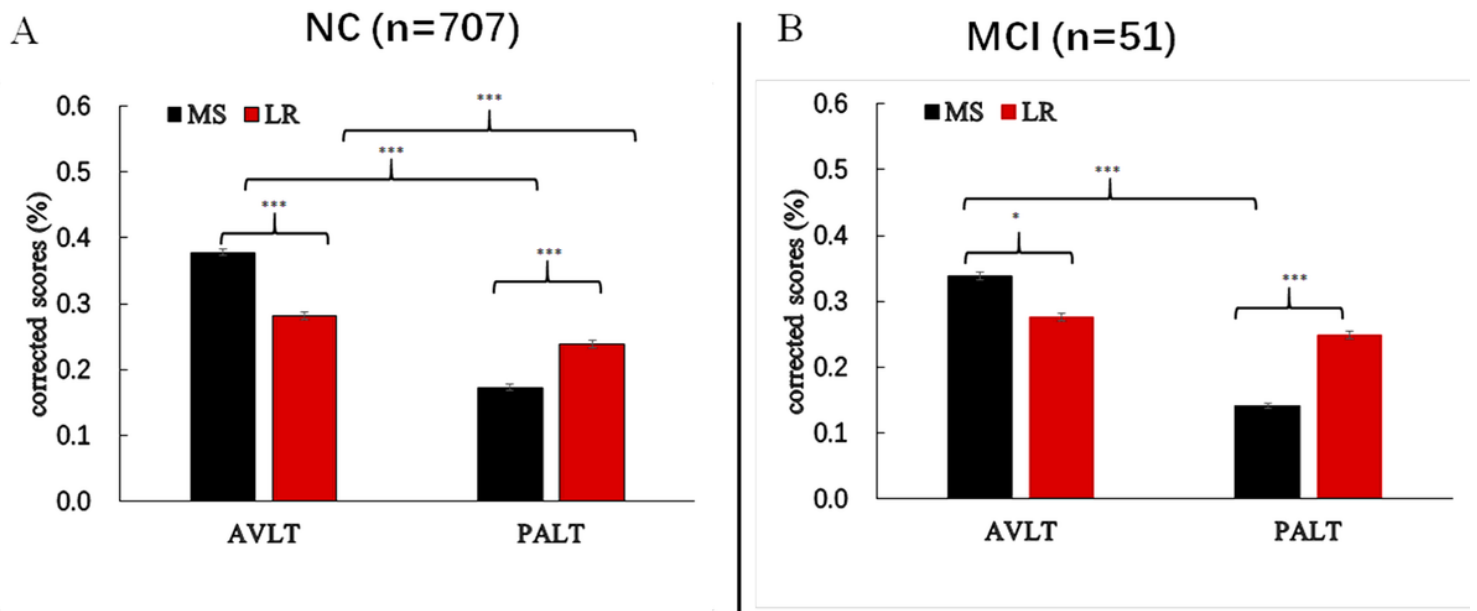 A
NC (n=707)
0.6
0.5
0.4
0.3
0.2
0.1
0.0
corrected scores (%)
MS LR
***
***
***
***
AVLT PALT
B
MCI (n=51)
0.6
0.5
0.4
0.3
0.2
0.1
0.0
corrected scores (%)
MS LR
***
*
***
AVLT PALT